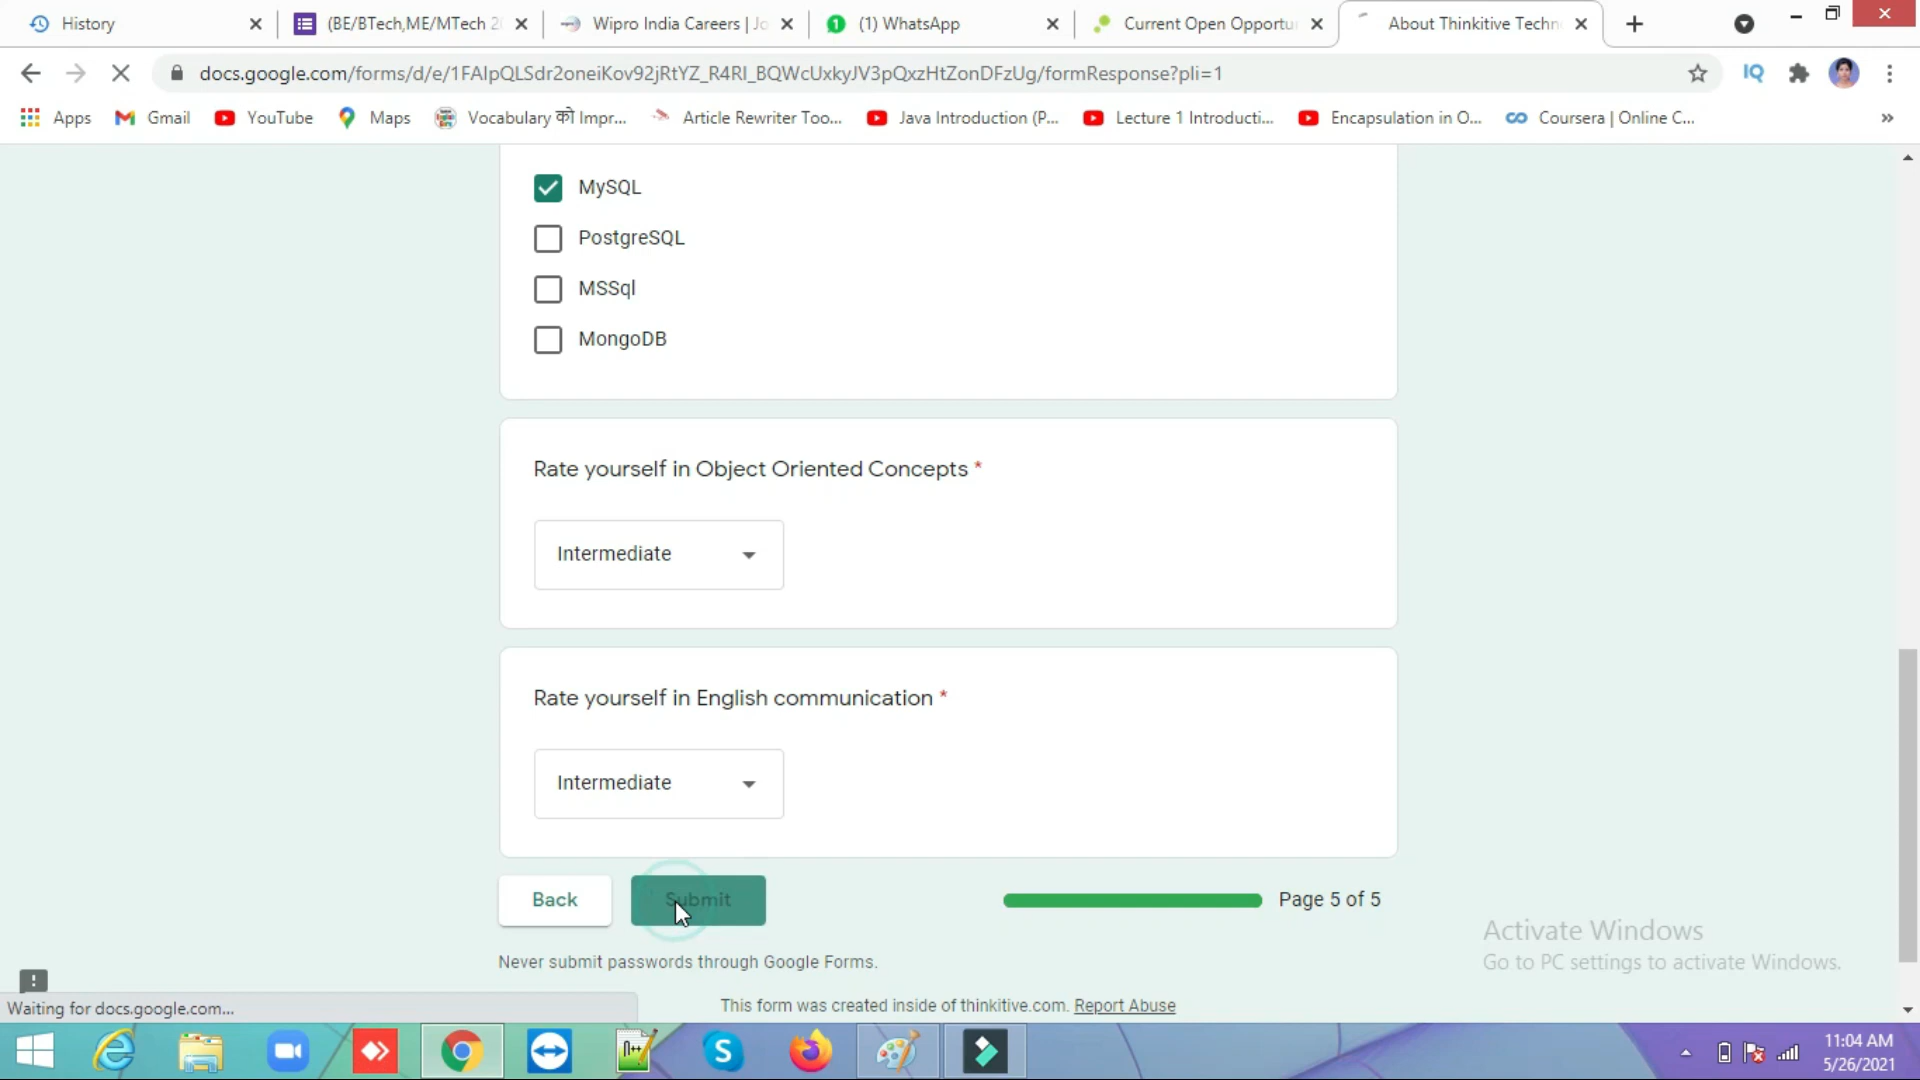 History
(BE/BTech,ME/MTech 2
Wipro India Careers | Jo
(1) WhatsApp
Current Open Opportu
About Thinkitive Techn
docs.google.com/forms/d/e/1FAIpQLSdr2oneiKov92jRtYZ_R4RI_BQWcUxkyJV3pQxzHtZonDFzUg/formResponse?pli=1
IQ
Apps
Gmail
YouTube
Maps
Vocabulary को Impr...
Article Rewriter Too...
Java Introduction (P...
Lecture 1 Introducti...
Encapsulation in O...
Coursera | Online C...
»
MySQL
PostgreSQL
MSSql
MongoDB
Rate yourself in Object Oriented Concepts *
Intermediate
Rate yourself in English communication *
Intermediate
Back
Submit
Page 5 of 5
Activate Windows
Go to PC settings to activate Windows.
Never submit passwords through Google Forms.
This form was created inside of thinkitive.com. Report Abuse
Waiting for docs.google.com...
11:04 AM
5/26/2021